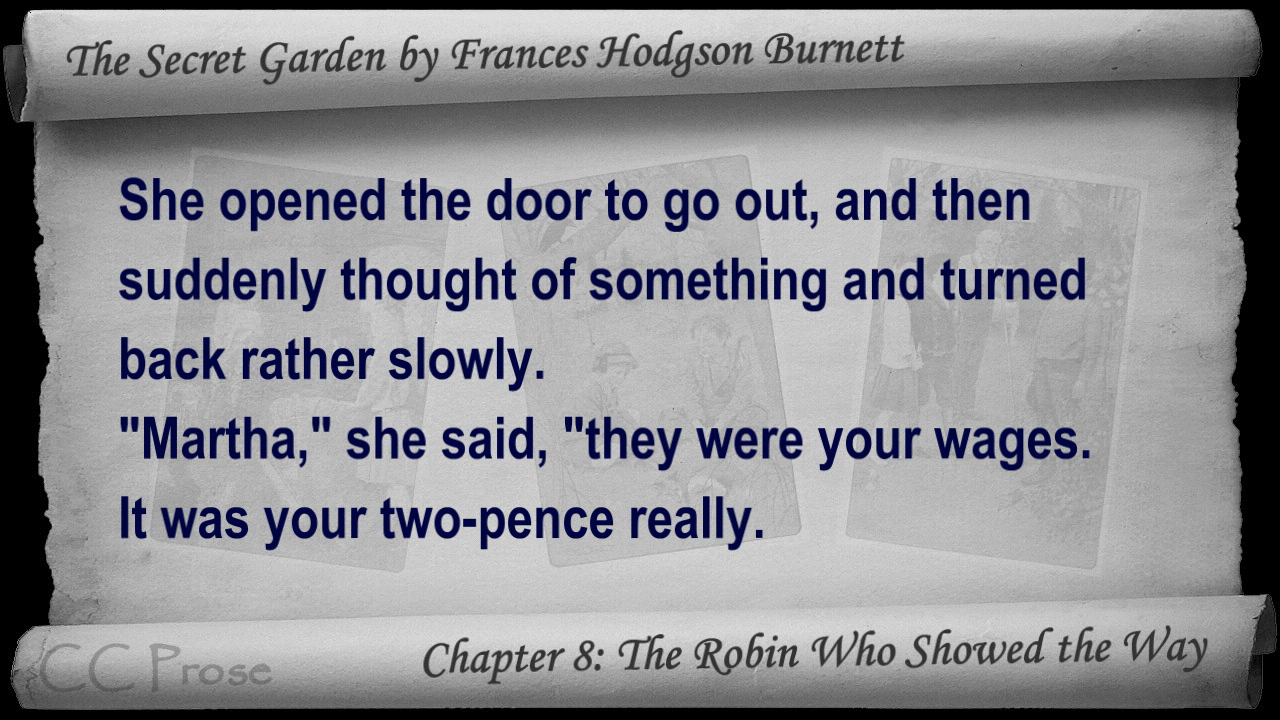 The Secret Garden by Frances Hodgson Burnett
She opened the door to go out, and then
suddenly thought of something and turned
back rather slowly.
"Martha," she said, "they were your wages.
It was your two-pence really.
CC Prose
Chapter 8: The Robin Who Showed the Way